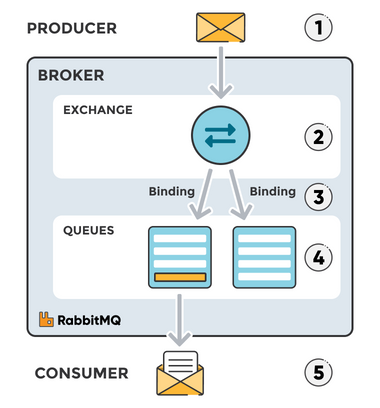 PRODUCER 1
BROKER
EXCHANGE
2
Binding Binding 3
QUEUES
4
RabbitMQ
CONSUMER 5